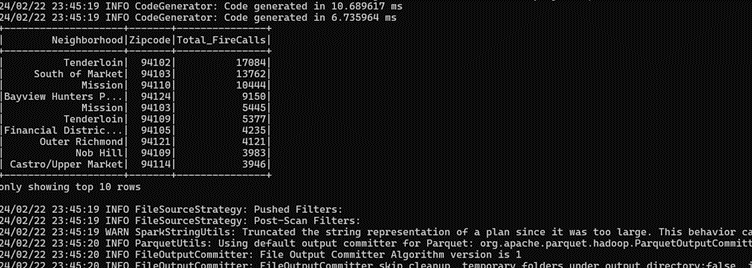 24/02/22 23:45:19 INFO CodeGenerator: Code generated in 10.689617 ms
24/02/22 23:45:19 INFO CodeGenerator: Code generated in 6.735964 ms
+--------------------+-------+---------------+
|        Neighborhood|Zipcode|Total_FireCalls|
+--------------------+-------+---------------+
|          Tenderloin|  94102|          17084|
|     South of Market|  94103|          13762|
|             Mission|  94110|          10444|
|Bayview Hunters P...|  94124|           9150|
|             Mission|  94103|           5445|
|          Tenderloin|  94109|           5377|
|Financial Distric...|  94105|           4235|
|      Outer Richmond|  94121|           4121|
|            Nob Hill|  94109|           3983|
| Castro/Upper Market|  94114|           3946|
+--------------------+-------+---------------+
only showing top 10 rows
24/02/22 23:45:19 INFO FileSourceStrategy: Pushed Filters:
24/02/22 23:45:19 INFO FileSourceStrategy: Post-Scan Filters:
24/02/22 23:45:19 WARN SparkStringUtils: Truncated the string representation of a plan since it was too large. This behavior ca
24/02/22 23:45:20 INFO ParquetUtils: Using default output committer for Parquet: org.apache.parquet.hadoop.ParquetOutputCommitt
24/02/22 23:45:20 INFO FileOutputCommitter: File Output Committer Algorithm version is 1
24/02/22 23:45:20 INFO FileOutputCommitter: FileOutputCommitter skip cleanup _temporary folders under output directory:false,